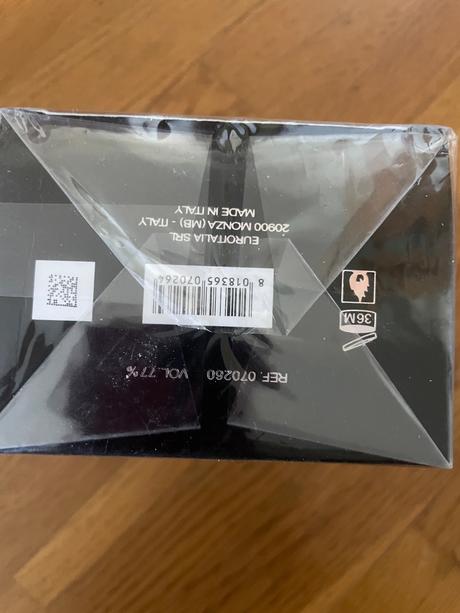 REF. 070260 VOL. 77%
36M
8 018365 070264
EUROITALIA SRL
20900 MONZA (MB) - ITALY
MADE IN ITALY